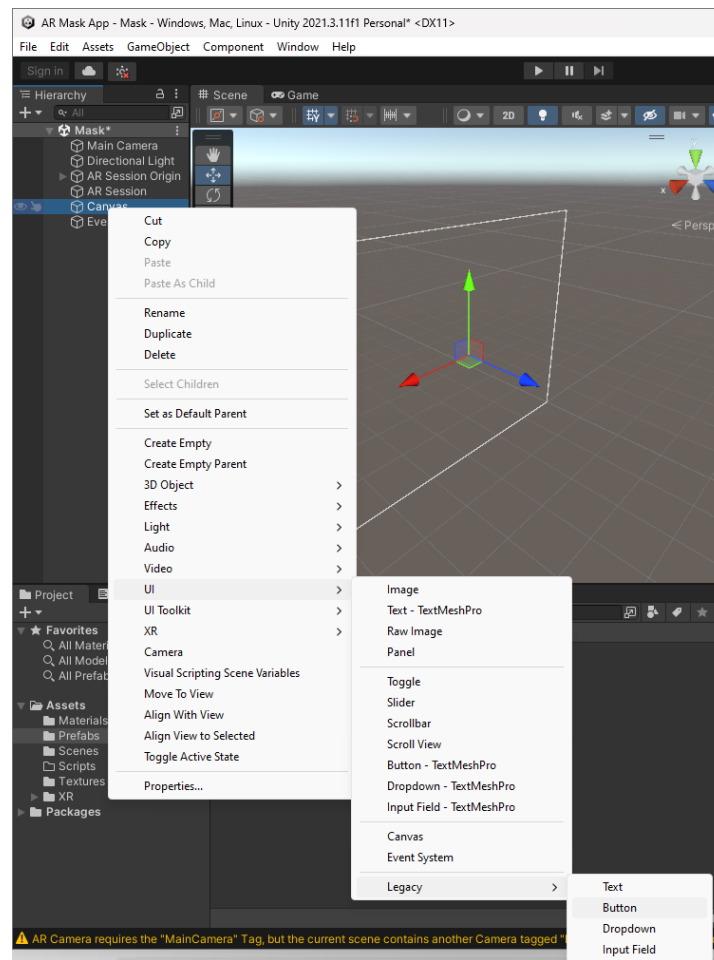 AR Mask App - Mask - Windows, Mac, Linux - Unity 2021.3.11f1 Personal* <DX11>
File Edit Assets GameObject Component Window Help
Sign in
Hierarchy
Scene Game
All
2D
Mask*
Main Camera
Directional Light
AR Session Origin
AR Session
Canvas
x
Persp
Cut
Copy
Paste
Paste As Child
Rename
Duplicate
Delete
Select Children
Set as Default Parent
Create Empty
Create Empty Parent
3D Object
Effects
Light
Audio
Video
UI
UI Toolkit
XR
Camera
Visual Scripting Scene Variables
Move To View
Align With View
Align View to Selected
Toggle Active State
Properties...
Image
Text - TextMeshPro
Raw Image
Panel
Toggle
Slider
Scrollbar
Scroll View
Button - TextMeshPro
Dropdown - TextMeshPro
Input Field - TextMeshPro
Canvas
Event System
Legacy
Text
Button
Dropdown
Input Field
Project
Favorites
All Materi
All Model
All Prefab
Assets
Materials
Prefabs
Scenes
Scripts
Textures
XR
Packages
AR Camera requires the "MainCamera" Tag, but the current scene contains another Camera tagged